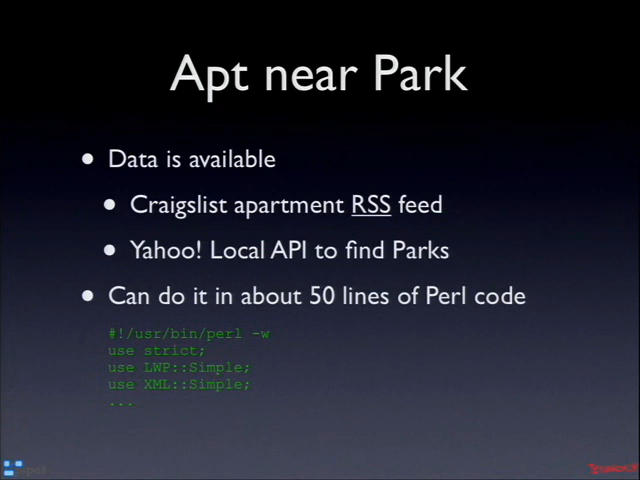 Apt near Park
• Data is available
• Craigslist apartment RSS feed
• Yahoo! Local API to find Parks
• Can do it in about 50 lines of Perl code
#!/usr/bin/perl -w
use strict;
use LWP::Simple;
use XML::Simple;
...
YAHOO!